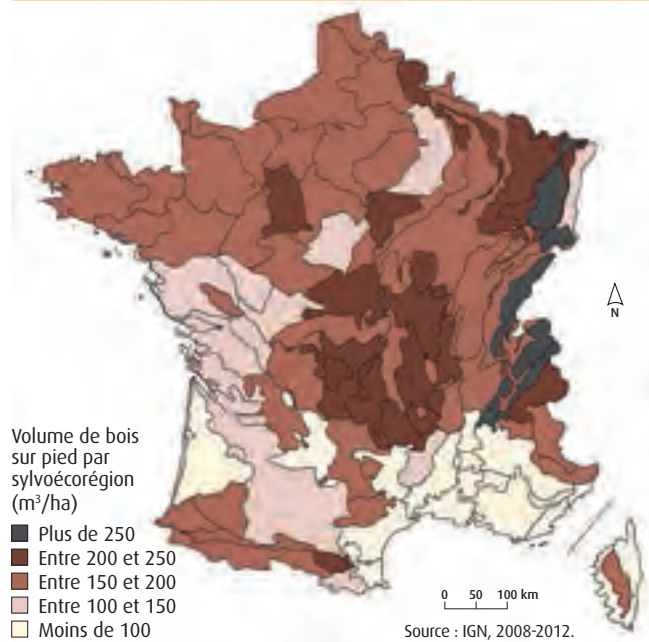 N
Volume de bois
sur pied par
sylvoécorégion
(m³/ha)
Plus de 250
Entre 200 et 250
Entre 150 et 200
Entre 100 et 150
Moins de 100
0 50 100 km
Source : IGN, 2008-2012.